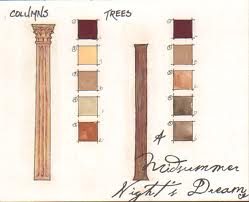 COLUMNS TREES
A
Midsummer
Night's Dream